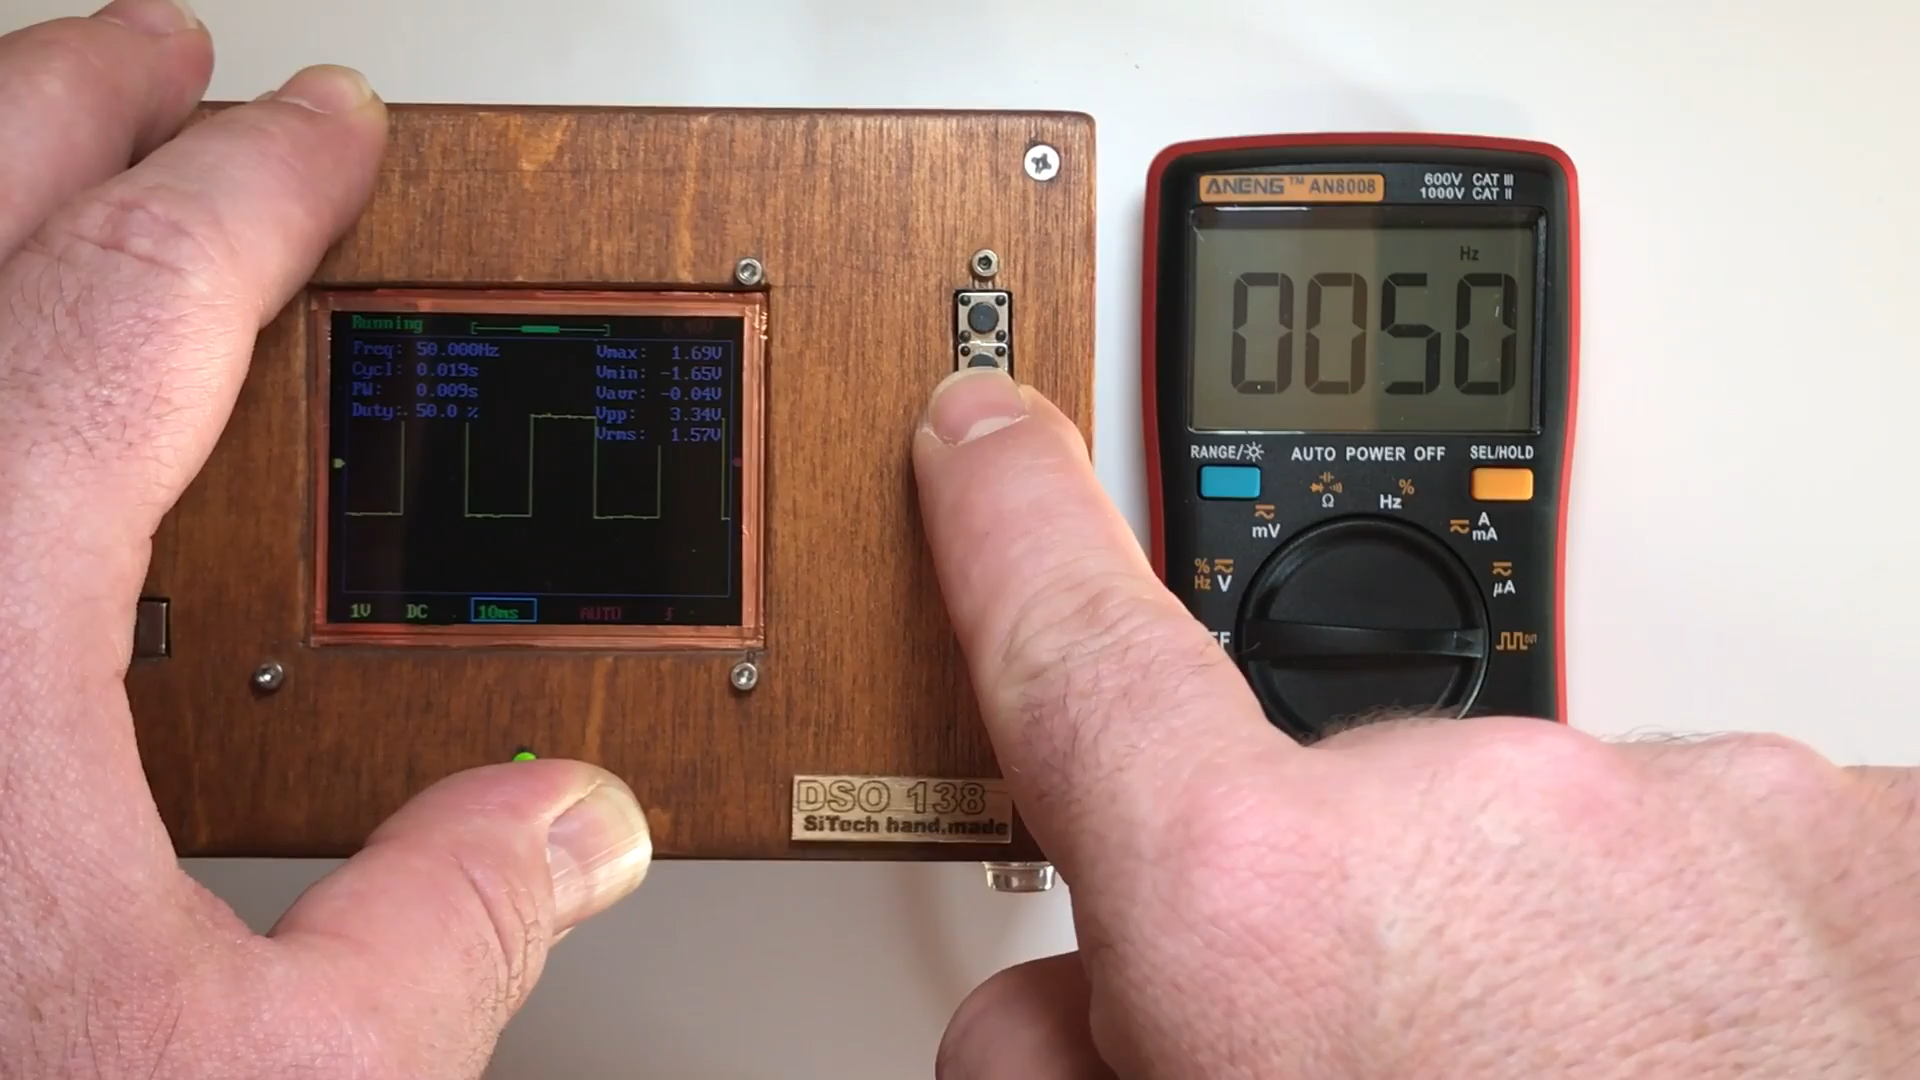 Running
Freq: 50.000Hz
Cycl: 0.019s
PW: 0.009s
Duty: 50.0 %
Vmax: 1.69V
Vmin: -1.65V
Vavr: -0.04V
Vpp: 3.34V
Vrms: 1.57V
1V DC 10ms AUTO
DSO 138
SiTech hand.made
ANENG™ AN8008
600V CAT III
1000V CAT II
Hz
0050
RANGE/ AUTO POWER OFF SEL/HOLD
Ω
Hz %
mV
A
mA
% Hz V
µA
OUT